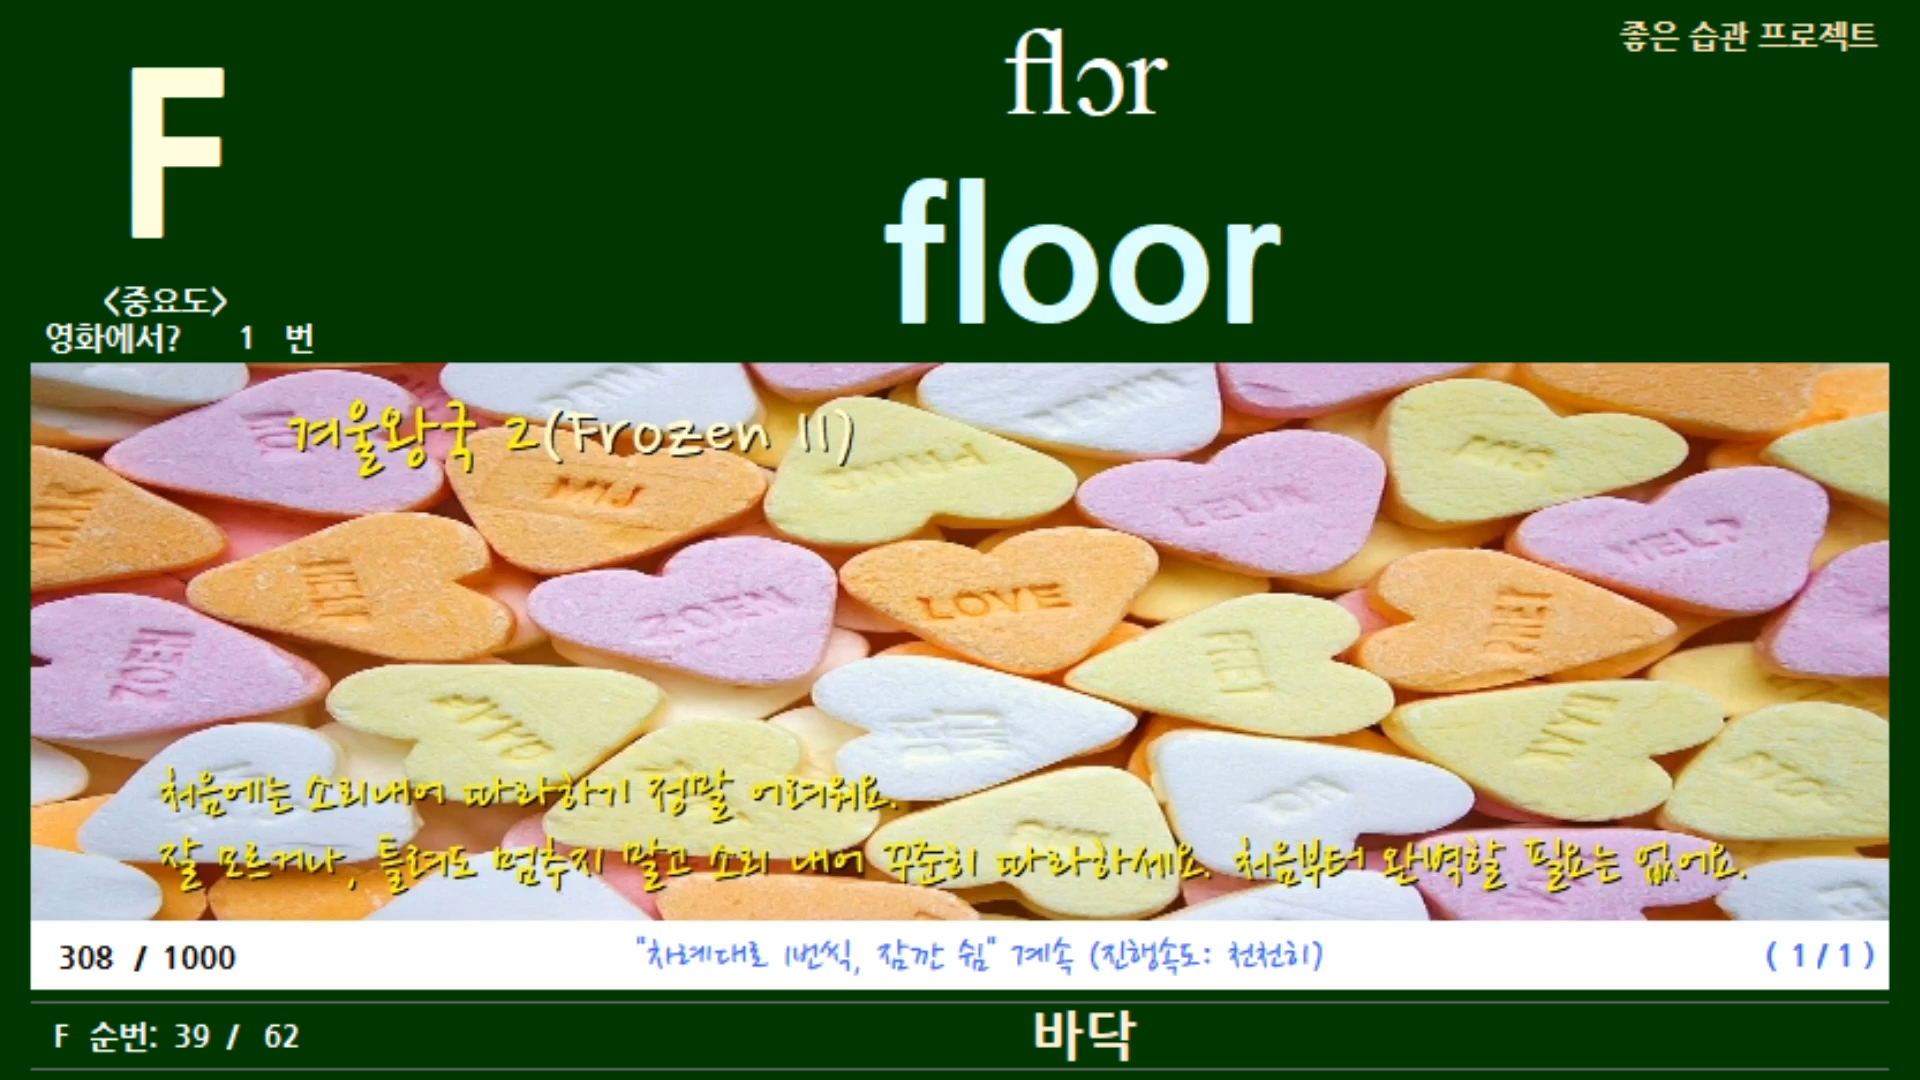 좋은 습관 프로젝트
F
flɔr
floor
<중요도>
영화에서? 1 번
겨울왕국 2(Frozen II)
MIJ
LEUK
HELP
ZOEN
LOVE
처음에는 소리내어 따라하기 정말 어려워요.
잘 모르거나, 틀려도 멈추지 말고 소리 내어 꾸준히 따라하세요. 처음부터 완벽할 필요는 없어요.
308 / 1000
"차례대로 1번씩, 잠깐 쉼" 계속 (진행속도: 천천히)
( 1 / 1 )
F 순번: 39 / 62
바닥